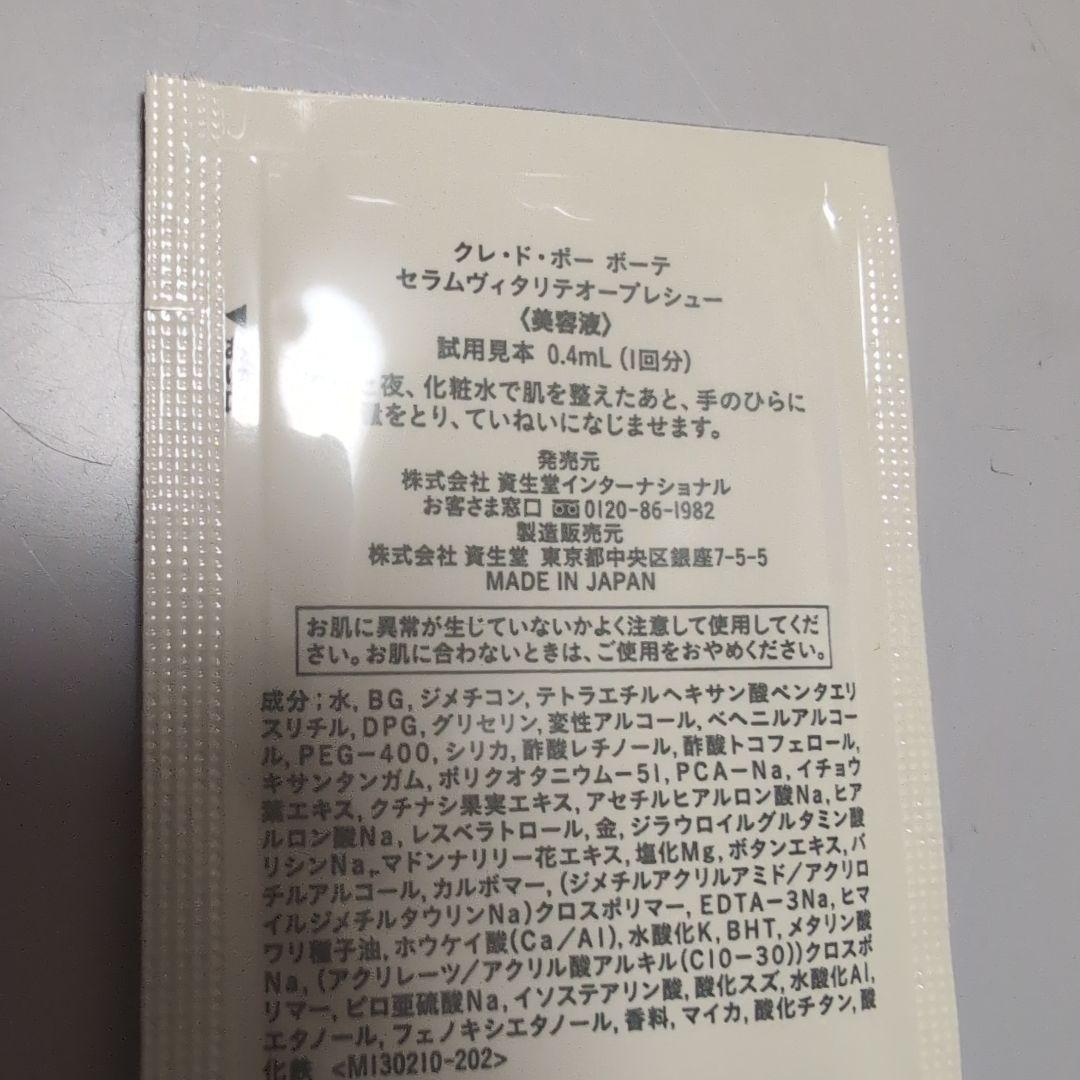 クレ・ド・ポー ボーテ
セラムヴィタリテオープレシュー
〈美容液〉
試用見本 0.4mL (1回分)
夜、化粧水で肌を整えたあと、手のひらに
をとり、ていねいになじませます。
発売元
株式会社 資生堂インターナショナル
お客さま窓口 0120-86-1982
製造販売元
株式会社 資生堂 東京都中央区銀座7-5-5
MADE IN JAPAN
お肌に異常が生じていないかよく注意して使用してくだ
さい。お肌に合わないときは、ご使用をおやめください。
成分:水, BG, ジメチコン, テトラエチルヘキサン酸ペンタエリ
スリチル, DPG, グリセリン, 変性アルコール, ベヘニルアルコー
ル, PEG-400, シリカ, 酢酸レチノール, 酢酸トコフェロール,
キサンタンガム, ポリクオタニウム-51, PCA-Na, イチョウ
葉エキス, クチナシ果実エキス, アセチルヒアルロン酸Na, ヒア
ルロン酸Na, レスベラトロール, 金, ジラウロイルグルタミン酸
リシンNa, マドンナリリー花エキス, 塩化Mg, ボタンエキス, バ
チルアルコール, カルボマー, (ジメチルアクリルアミド/アクリロ
イルジメチルタウリンNa)クロスポリマー, EDTA-3Na, ヒマ
ワリ種子油, ホウケイ酸(Ca/Al), 水酸化K, BHT, メタリン酸
Na, (アクリレーツ/アクリル酸アルキル(C10-30))クロスポ
リマー, ピロ亜硫酸Na, イソステアリン酸, 酸化スズ, 水酸化Al,
エタノール, フェノキシエタノール, 香料, マイカ, 酸化チタン, 酸
化鉄 <M130210-202>